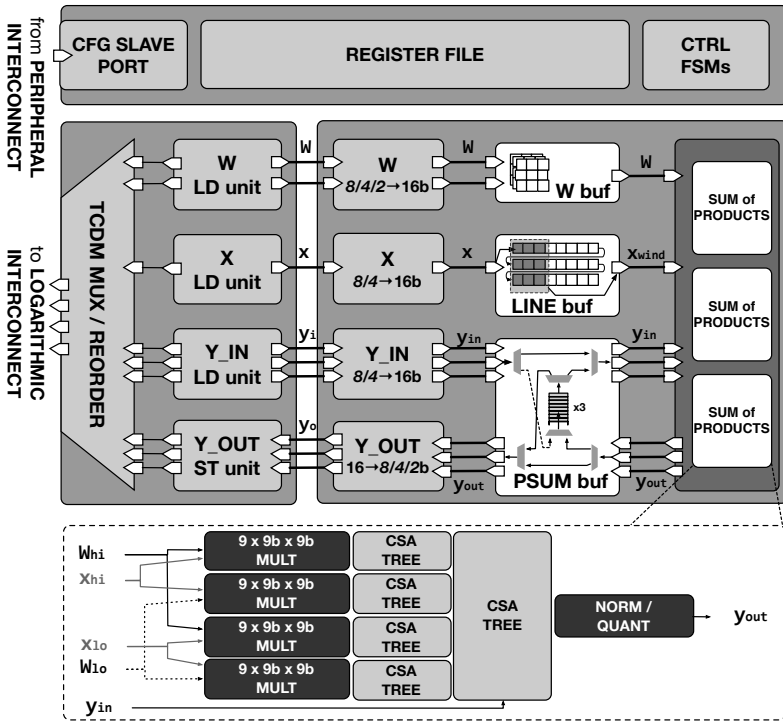 from PERIPHERAL
INTERCONNECT
to LOGARITHMIC
INTERCONNECT
CFG SLAVE
PORT
REGISTER FILE
CTRL
FSMs
TCDM MUX / REORDER
W
LD unit
W
W
8/4/2→16b
W
W buf
W
SUM of
PRODUCTS
X
LD unit
x
X
8/4→16b
x
LINE buf
xwind
SUM of
PRODUCTS
Y_IN
LD unit
yi
Y_IN
8/4→16b
yin
x3
yin
Y_OUT
ST unit
yo
Y_OUT
16→8/4/2b
yout
PSUM buf
yout
SUM of
PRODUCTS
Whi
xhi
xlo
Wlo
yin
9 x 9b x 9b
MULT
CSA
TREE
9 x 9b x 9b
MULT
CSA
TREE
9 x 9b x 9b
MULT
CSA
TREE
9 x 9b x 9b
MULT
CSA
TREE
CSA
TREE
NORM /
QUANT
yout